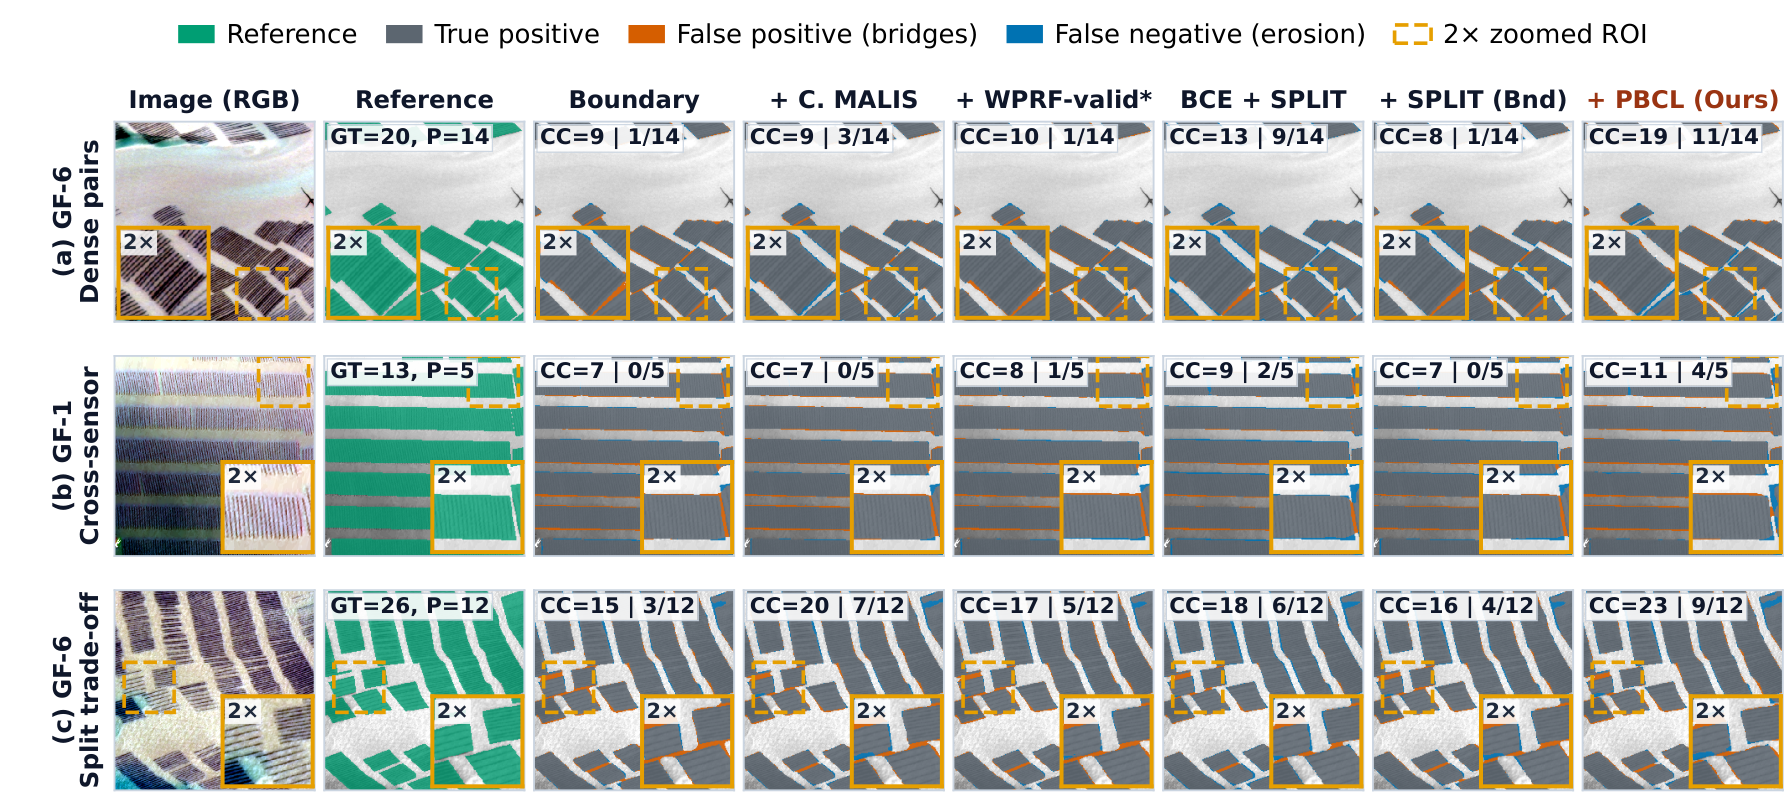 Reference True positive False positive (bridges) False negative (erosion) 2× zoomed ROI
Image (RGB) Reference Boundary + C. MALIS + WPRF-valid* BCE + SPLIT + SPLIT (Bnd) + PBCL (Ours)
(a) GF-6
Dense pairs
GT=20, P=14 CC=9 | 1/14 CC=9 | 3/14 CC=10 | 1/14 CC=13 | 9/14 CC=8 | 1/14 CC=19 | 11/14
2× 2× 2× 2× 2× 2× 2× 2×
(b) GF-1
Cross-sensor
GT=13, P=5 CC=7 | 0/5 CC=7 | 0/5 CC=8 | 1/5 CC=9 | 2/5 CC=7 | 0/5 CC=11 | 4/5
2× 2× 2× 2× 2× 2× 2× 2×
(c) GF-6
Split trade-off
GT=26, P=12 CC=15 | 3/12 CC=20 | 7/12 CC=17 | 5/12 CC=18 | 6/12 CC=16 | 4/12 CC=23 | 9/12
2× 2× 2× 2× 2× 2× 2× 2×